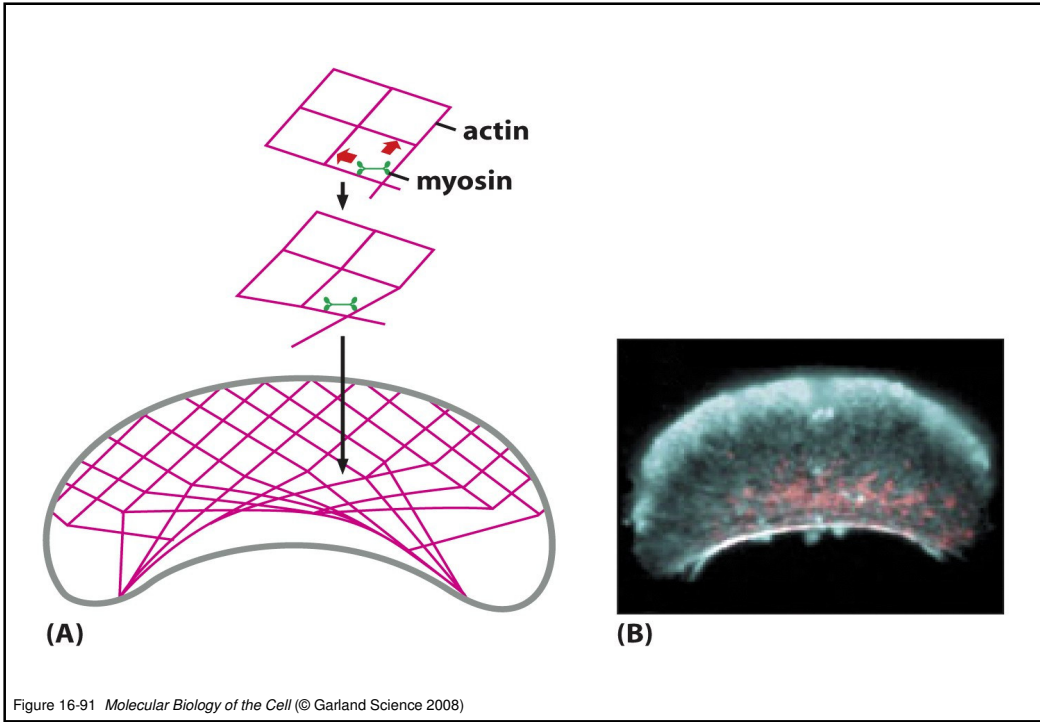 actin
myosin
(A)
(B)
Figure 16-91 Molecular Biology of the Cell (© Garland Science 2008)